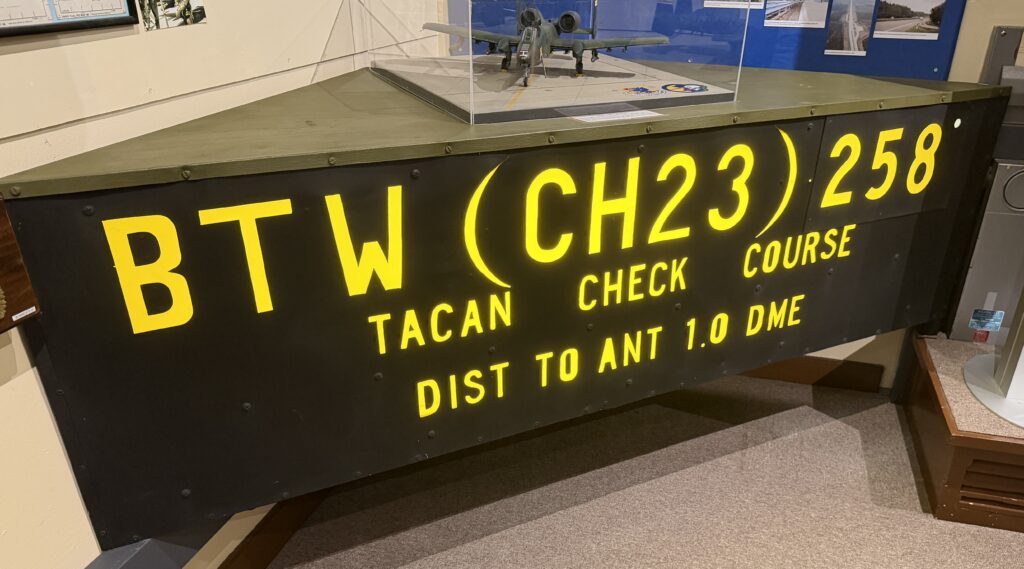 BTW (CH23) 258
TACAN CHECK COURSE
DIST TO ANT 1.0 DME